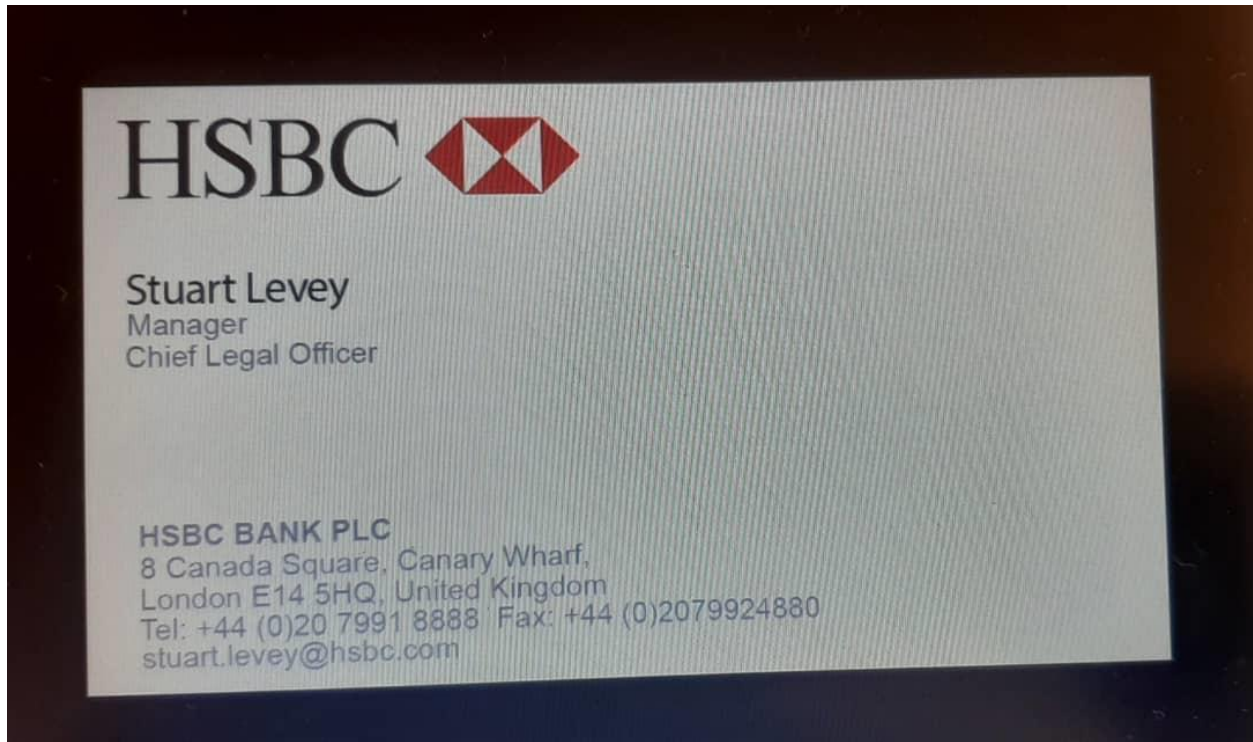 HSBC
Stuart Levey
Manager
Chief Legal Officer
HSBC BANK PLC
8 Canada Square, Canary Wharf,
London E14 5HQ, United Kingdom
Tel: +44 (0)20 7991 8888 Fax: +44 (0)2079924880
stuart.levey@hsbc.com